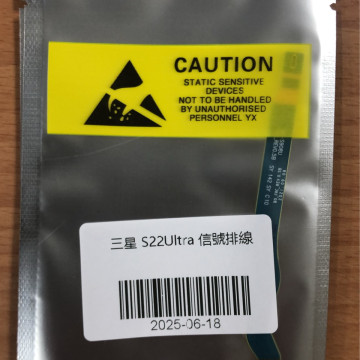 CAUTION
STATIC SENSITIVE
DEVICES
NOT TO BE HANDLED
BY UNAUTHORISED
PERSONNEL YX
三星 S22Ultra 信號排線
2025-06-18